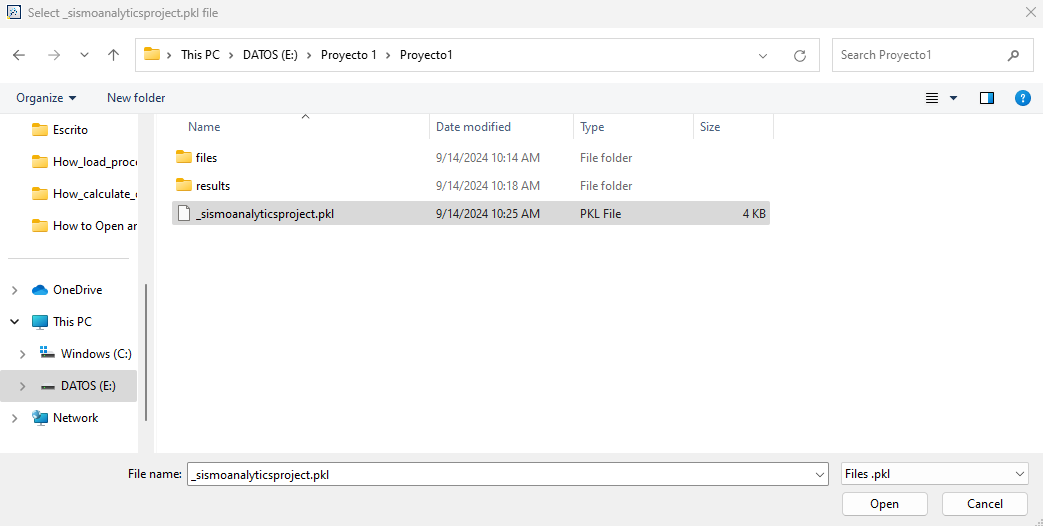 Select _sismoanalyticsproject.pkl file
This PC > DATOS (E:) > Proyecto 1 > Proyecto1
Search Proyecto1
Organize
New folder
Escrito
How_load_proc
How_calculate_
How to Open an
OneDrive
This PC
Windows (C:)
DATOS (E:)
Network
Name Date modified Type Size
files 9/14/2024 10:14 AM File folder
results 9/14/2024 10:18 AM File folder
_sismoanalyticsproject.pkl 9/14/2024 10:25 AM PKL File 4 KB
File name: _sismoanalyticsproject.pkl
Files .pkl
Open
Cancel